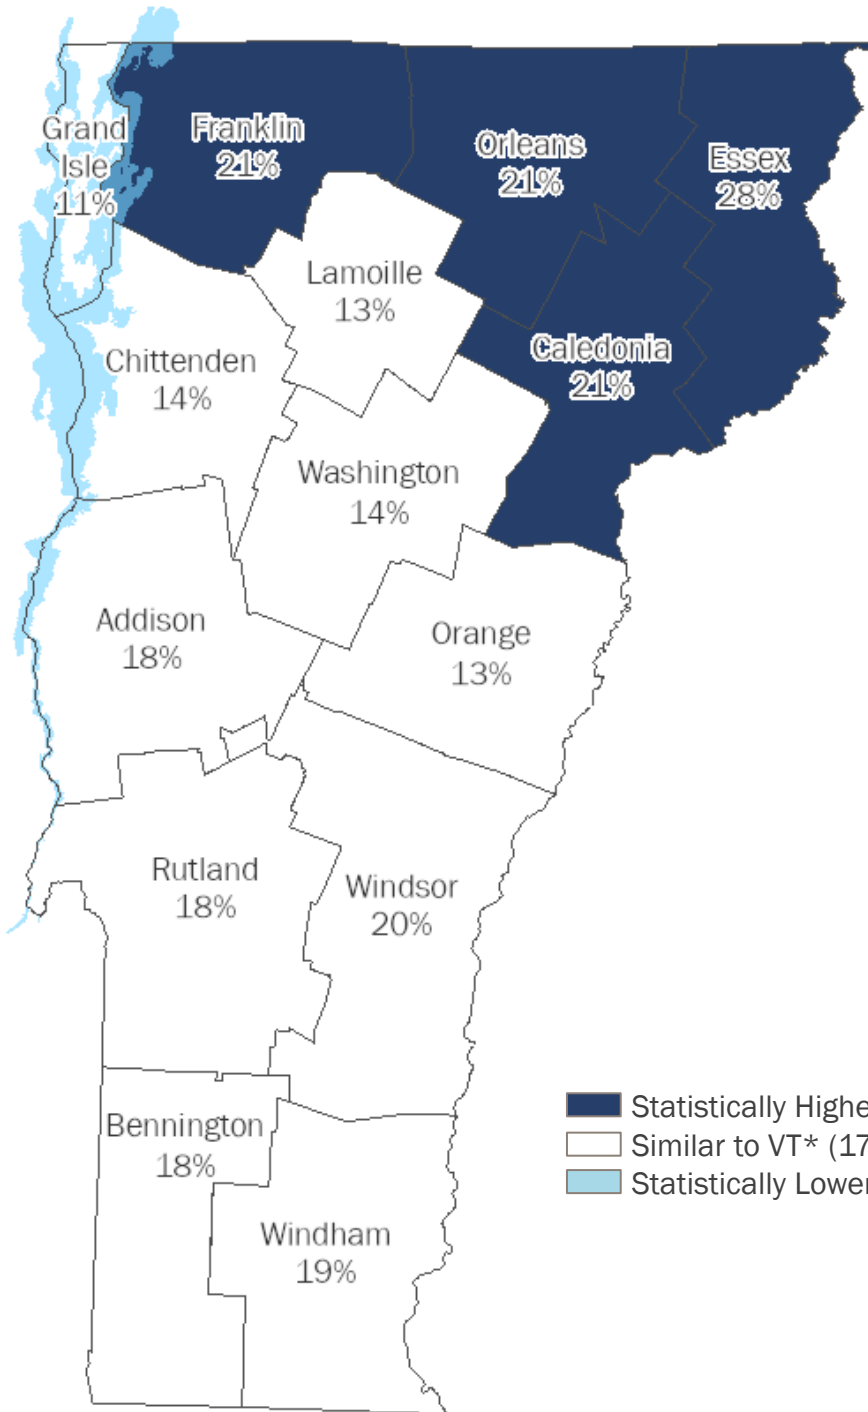 Grand
Isle
11%
Franklin
21%
Orleans
21%
Essex
28%
Lamoille
13%
Caledonia
21%
Chittenden
14%
Washington
14%
Addison
18%
Orange
13%
Rutland
18%
Windsor
20%
Bennington
18%
Windham
19%
Statistically Highe
Similar to VT* (17
Statistically Lower